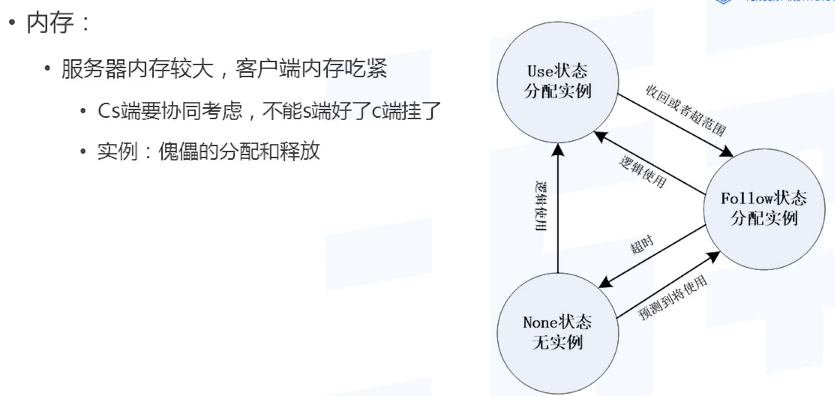 • 内存：
• 服务器内存较大，客户端内存吃紧
• Cs端要协同考虑，不能s端好了c端挂了
• 实例：傀儡的分配和释放
Use状态
分配实例
收回或者超范围
逻辑使用
逻辑使用
Follow状态
分配实例
超时
预测到将使用
None状态
无实例